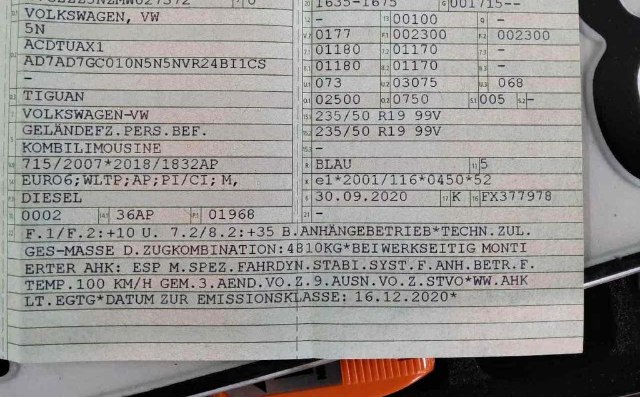 1635-1675 001715--
VOLKSWAGEN, VW
- 00100 -
5N
0177 002300 002300
ACDTUAX1
01180 01170 -
AD7AD7GC010N5N5NVR24BI1CS
01180 01170 -
-
073 03075 068
TIGUAN
02500 0750 005 -
VOLKSWAGEN-VW
235/50 R19 99V
GELÄNDEFZ.PERS.BEF.
235/50 R19 99V
KOMBILIMOUSINE
-
715/2007*2018/1832AP
BLAU 5
EURO6;WLTP;AP;PI/CI; M,
e1*2001/116*0450*52
DIESEL
30.09.2020 K FX377978
0002 36AP 01968
-
F.1/F.2:+10 U. 7.2/8.2:+35 B.ANHÄNGEBETRIEB*TECHN.ZUL.
GES-MASSE D.ZUGKOMBINATION:4810KG*BEI WERKSEITIG MONTI
ERTER AHK: ESP M.SPEZ.FAHRDYN.STABI.SYST.F.ANH.BETR.F.
TEMP.100 KM/H GEM.3.AEND.VO.Z.9.AUSN.VO.Z.STVO*WW.AHK
LT.EGTG*DATUM ZUR EMISSIONSKLASSE: 16.12.2020*